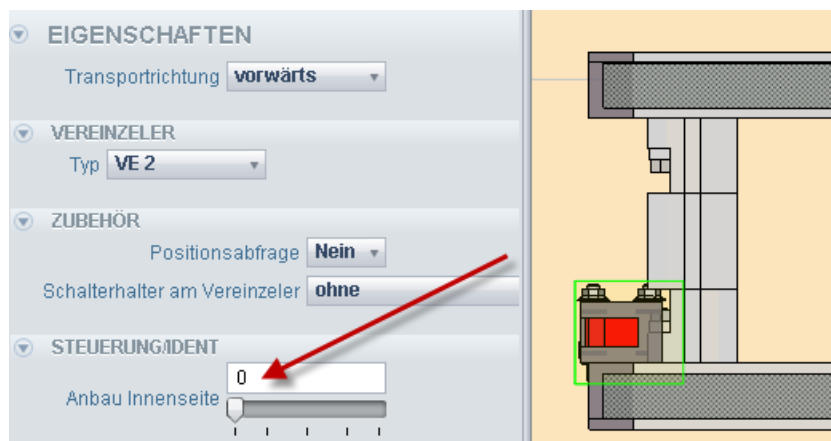 EIGENSCHAFTEN
Transportrichtung vorwärts
VEREINZELER
Typ VE 2
ZUBEHÖR
Positionsabfrage Nein
Schalterhalter am Vereinzeler ohne
STEUERUNG/IDENT
0
Anbau Innenseite